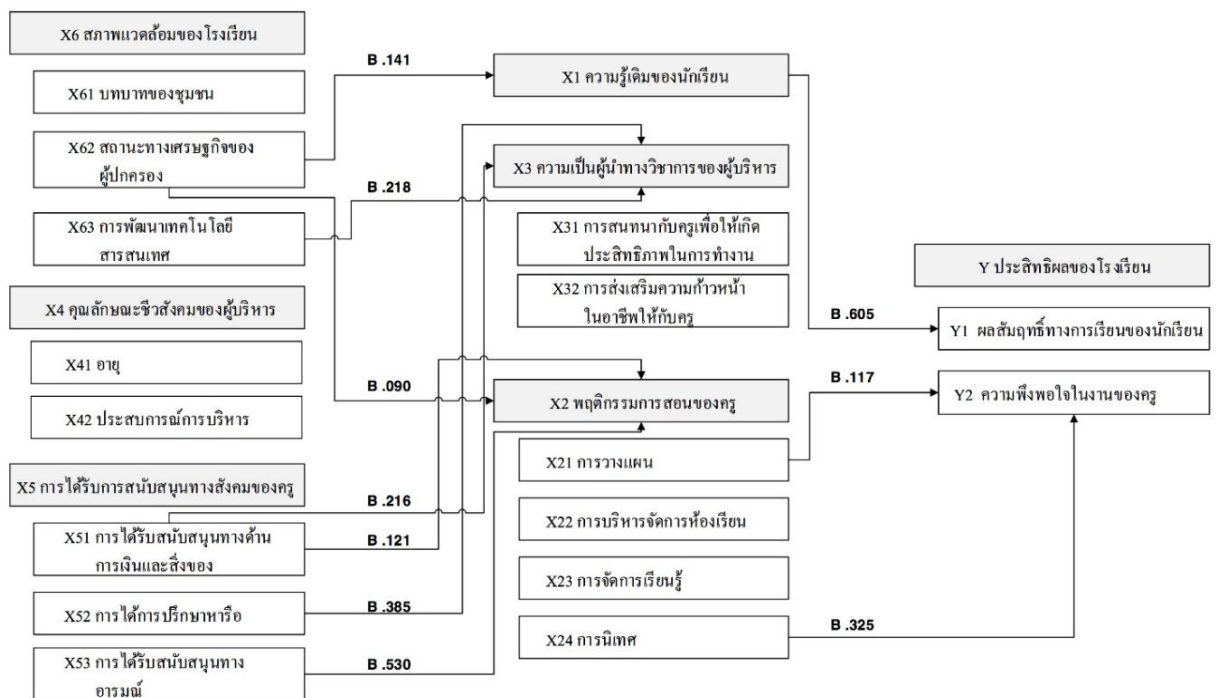 X6 สภาพแวดล้อมของโรงเรียน
X61 บทบาทของชุมชน
X62 สถานะทางเศรษฐกิจของ
ผู้ปกครอง
X63 การพัฒนาเทคโนโลยี
สารสนเทศ
X4 คุณลักษณะชีวสังคมของผู้บริหาร
X41 อายุ
X42 ประสบการณ์การบริหาร
X5 การได้รับการสนับสนุนทางสังคมของครู
X51 การได้รับสนับสนุนทางด้าน
การเงินและสิ่งของ
X52 การได้การปรึกษาหารือ
X53 การได้รับสนับสนุนทาง
อารมณ์
B .141
B .218
B .090
B .216
B .121
B .385
B .530
X1 ความรู้เดิมของนักเรียน
X3 ความเป็นผู้นำทางวิชาการของผู้บริหาร
X31 การสนทนากับครูเพื่อให้เกิด
ประสิทธิภาพในการทำงาน
X32 การส่งเสริมความก้าวหน้า
ในอาชีพให้กับครู
X2 พฤติกรรมการสอนของครู
X21 การวางแผน
X22 การบริหารจัดการห้องเรียน
X23 การจัดการเรียนรู้
X24 การนิเทศ
B .605
B .117
B .325
Y ประสิทธิผลของโรงเรียน
Y1 ผลสัมฤทธิ์ทางการเรียนของนักเรียน
Y2 ความพึงพอใจในงานของครู